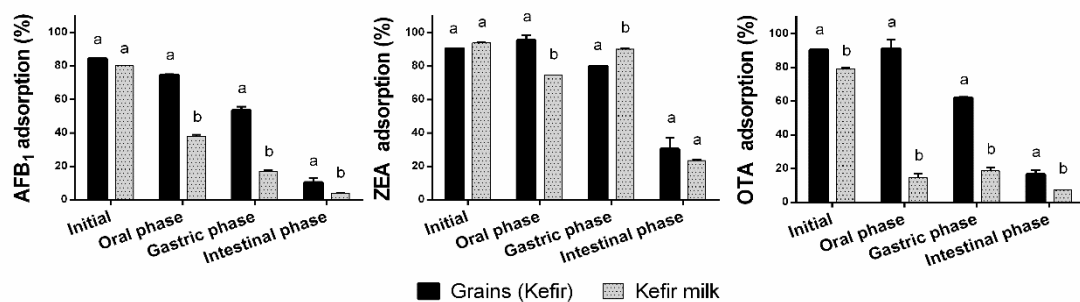 AFB1 adsorption (%)
100
80
60
40
20
0
a a a b a b a b
Initial
Oral phase
Gastric phase
Intestinal phase
ZEA adsorption (%)
100
80
60
40
20
0
a a a b a b a a
Initial
Oral phase
Gastric phase
Intestinal phase
OTA adsorption (%)
100
80
60
40
20
0
a b a b a b a b
Initial
Oral phase
Gastric phase
Intestinal phase
Grains (Kefir) Kefir milk